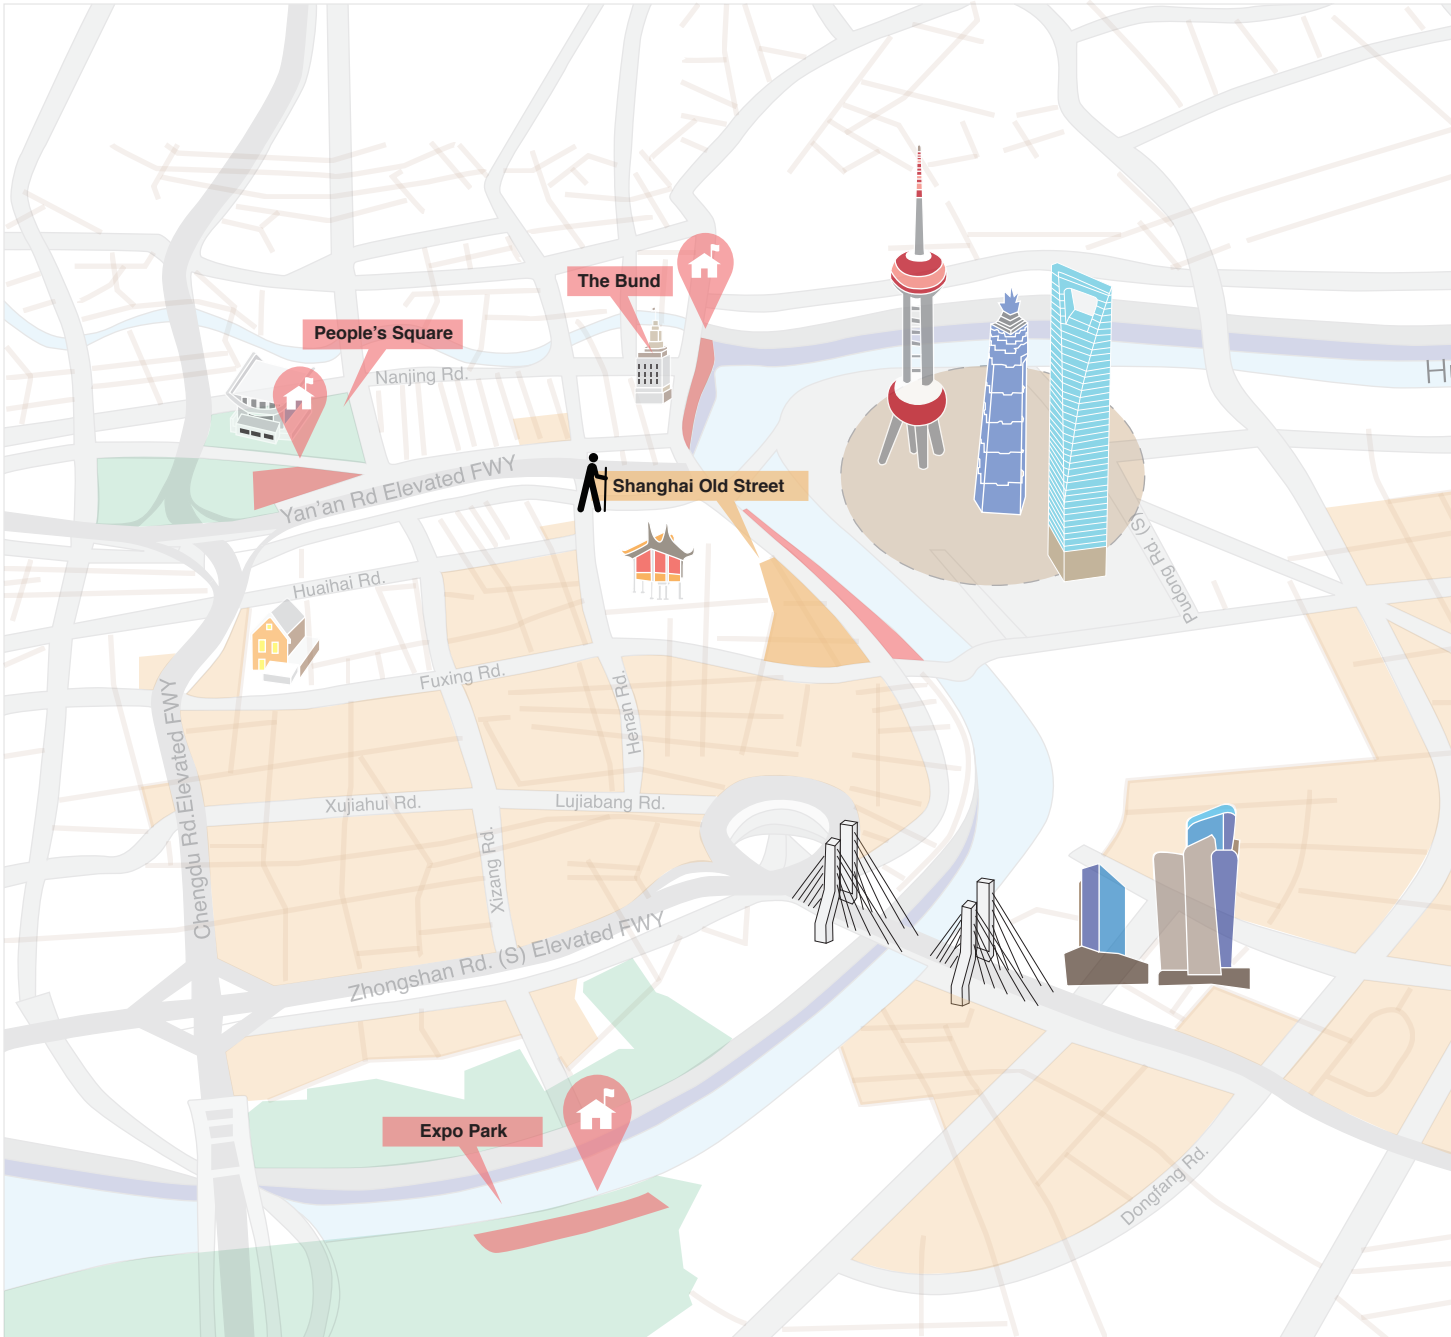 The Bund
People's Square
Nanjing Rd.
H
Yan'an Rd Elevated FWY
Shanghai Old Street
Pudong Rd. (S)
Huaihai Rd.
Fuxing Rd.
Henan Rd.
Chengdu Rd.Elevated FWY
Xujiahui Rd.
Lujiabang Rd.
Xizang Rd.
Zhongshan Rd. (S) Elevated FWY
Expo Park
Dongfang Rd.